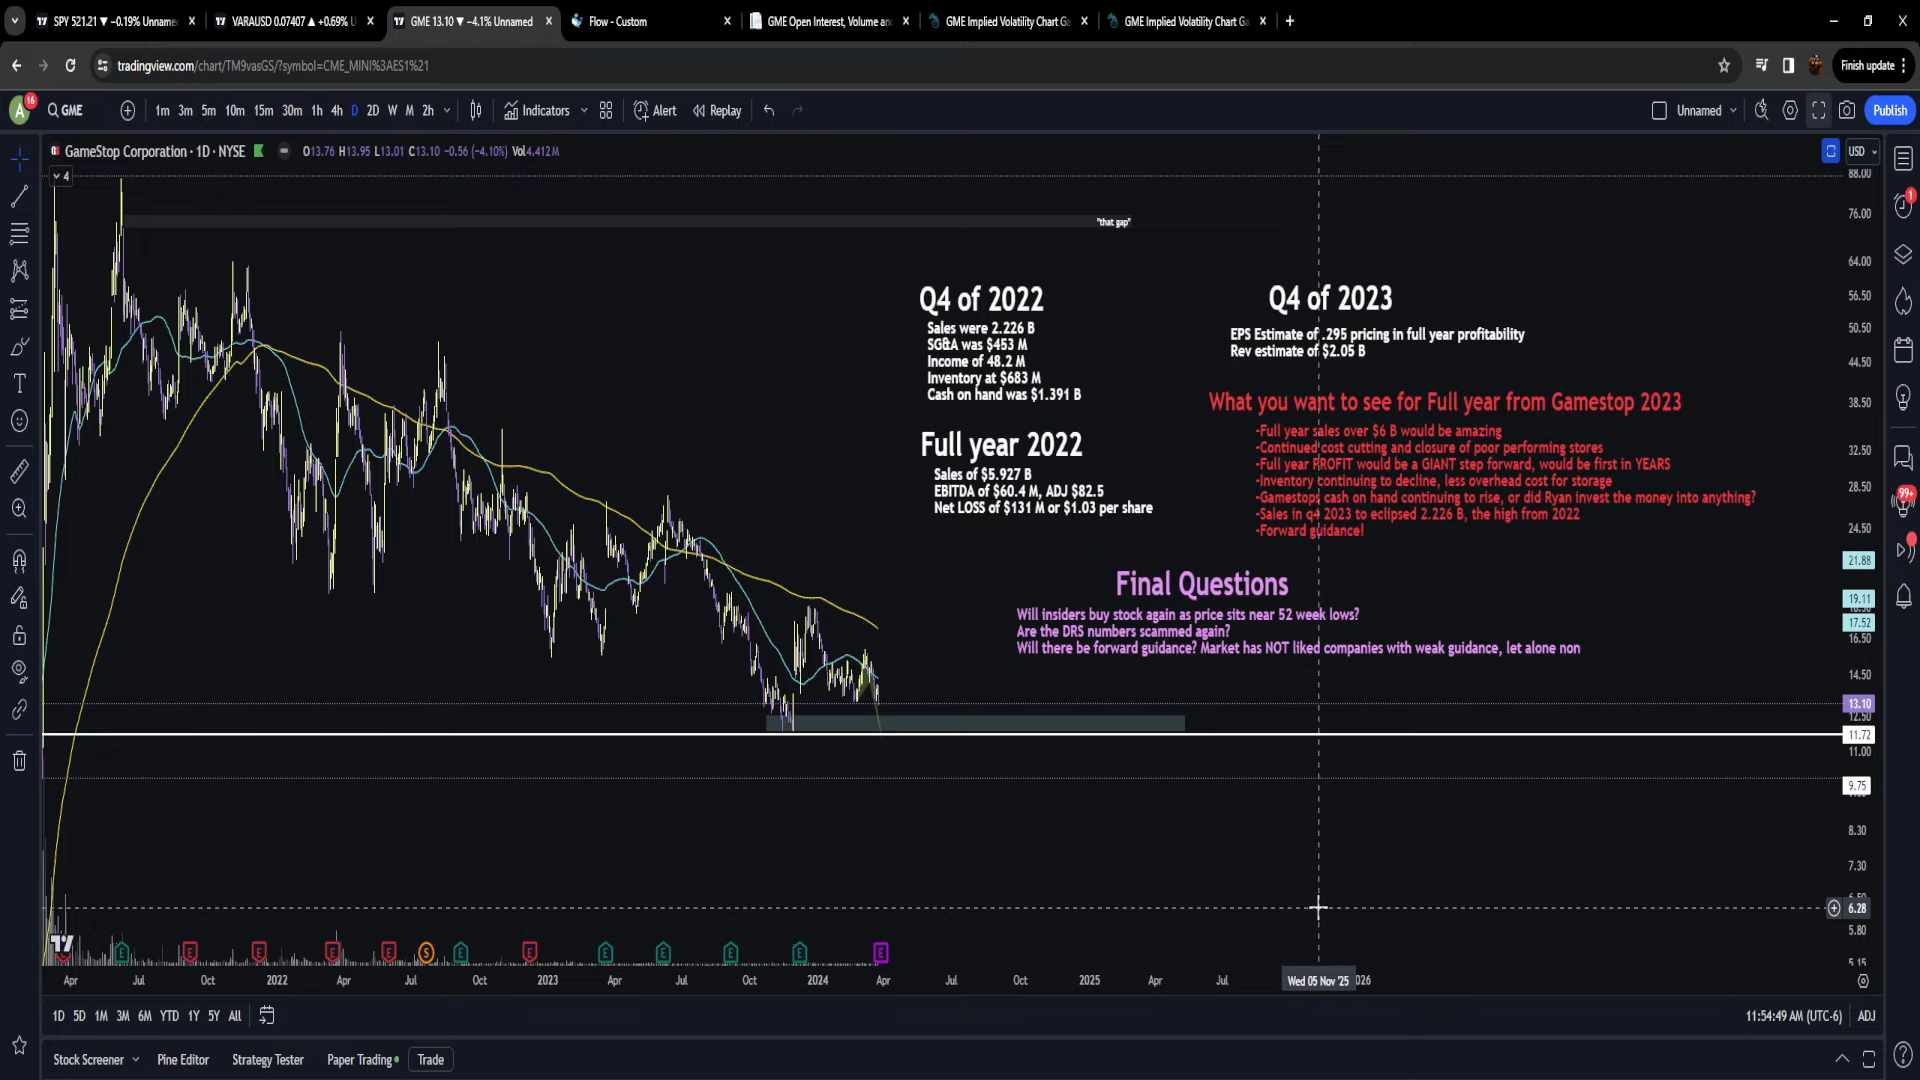 SPY 521.21 ▼ −0.19% Unname
VARAUSD 0.07407 ▲ +0.69% U
GME 13.10 ▼ −4.1% Unnamed
Flow - Custom
GME Open Interest, Volume an
GME Implied Volatility Chart Ga
GME Implied Volatility Chart Ga
tradingview.com/chart/TM9vasGS/?symbol=CME_MINI%3AES1%21
Finish update
A 16
GME
1m 3m 5m 10m 15m 30m 1h 4h D 2D W M 2h
Indicators
Alert
Replay
Unnamed
Publish
GameStop Corporation · 1D · NYSE
O13.76 H13.95 L13.01 C13.10 −0.56 (−4.10%) Vol4.412M
USD
4
"that gap"
Q4 of 2022
Sales were 2.226 B
SG&A was $453 M
Income of 48.2 M
Inventory at $683 M
Cash on hand was $1.391 B
Full year 2022
Sales of $5.927 B
EBITDA of $60.4 M, ADJ $82.5
Net LOSS of $131 M or $1.03 per share
Q4 of 2023
EPS Estimate of .295 pricing in full year profitability
Rev estimate of $2.05 B
What you want to see for Full year from Gamestop 2023
-Full year sales over $6 B would be amazing
-Continued cost cutting and closure of poor performing stores
-Full year PROFIT would be a GIANT step forward, would be first in YEARS
-Inventory continuing to decline, less overhead cost for storage
-Gamestops cash on hand continuing to rise, or did Ryan invest the money into anything?
-Sales in q4 2023 to eclipsed 2.226 B, the high from 2022
-Forward guidance!
Final Questions
Will insiders buy stock again as price sits near 52 week lows?
Are the DRS numbers scammed again?
Will there be forward guidance? Market has NOT liked companies with weak guidance, let alone non
88.00
76.00
64.00
56.50
50.50
44.50
38.50
32.50
28.50
24.50
21.88
19.11
17.52
16.50
14.50
13.10
12.50
11.72
11.00
9.75
8.30
7.30
6.28
5.80
5.15
1
99+
E E E E E S E E E E E E E
Apr Jul Oct 2022 Apr Jul Oct 2023 Apr Jul Oct 2024 Apr Jul Oct 2025 Apr Jul Wed 05 Nov '25 026
1D 5D 1M 3M 6M YTD 1Y 5Y All
11:54:49 AM (UTC-6) ADJ
Stock Screener Pine Editor Strategy Tester Paper Trading Trade